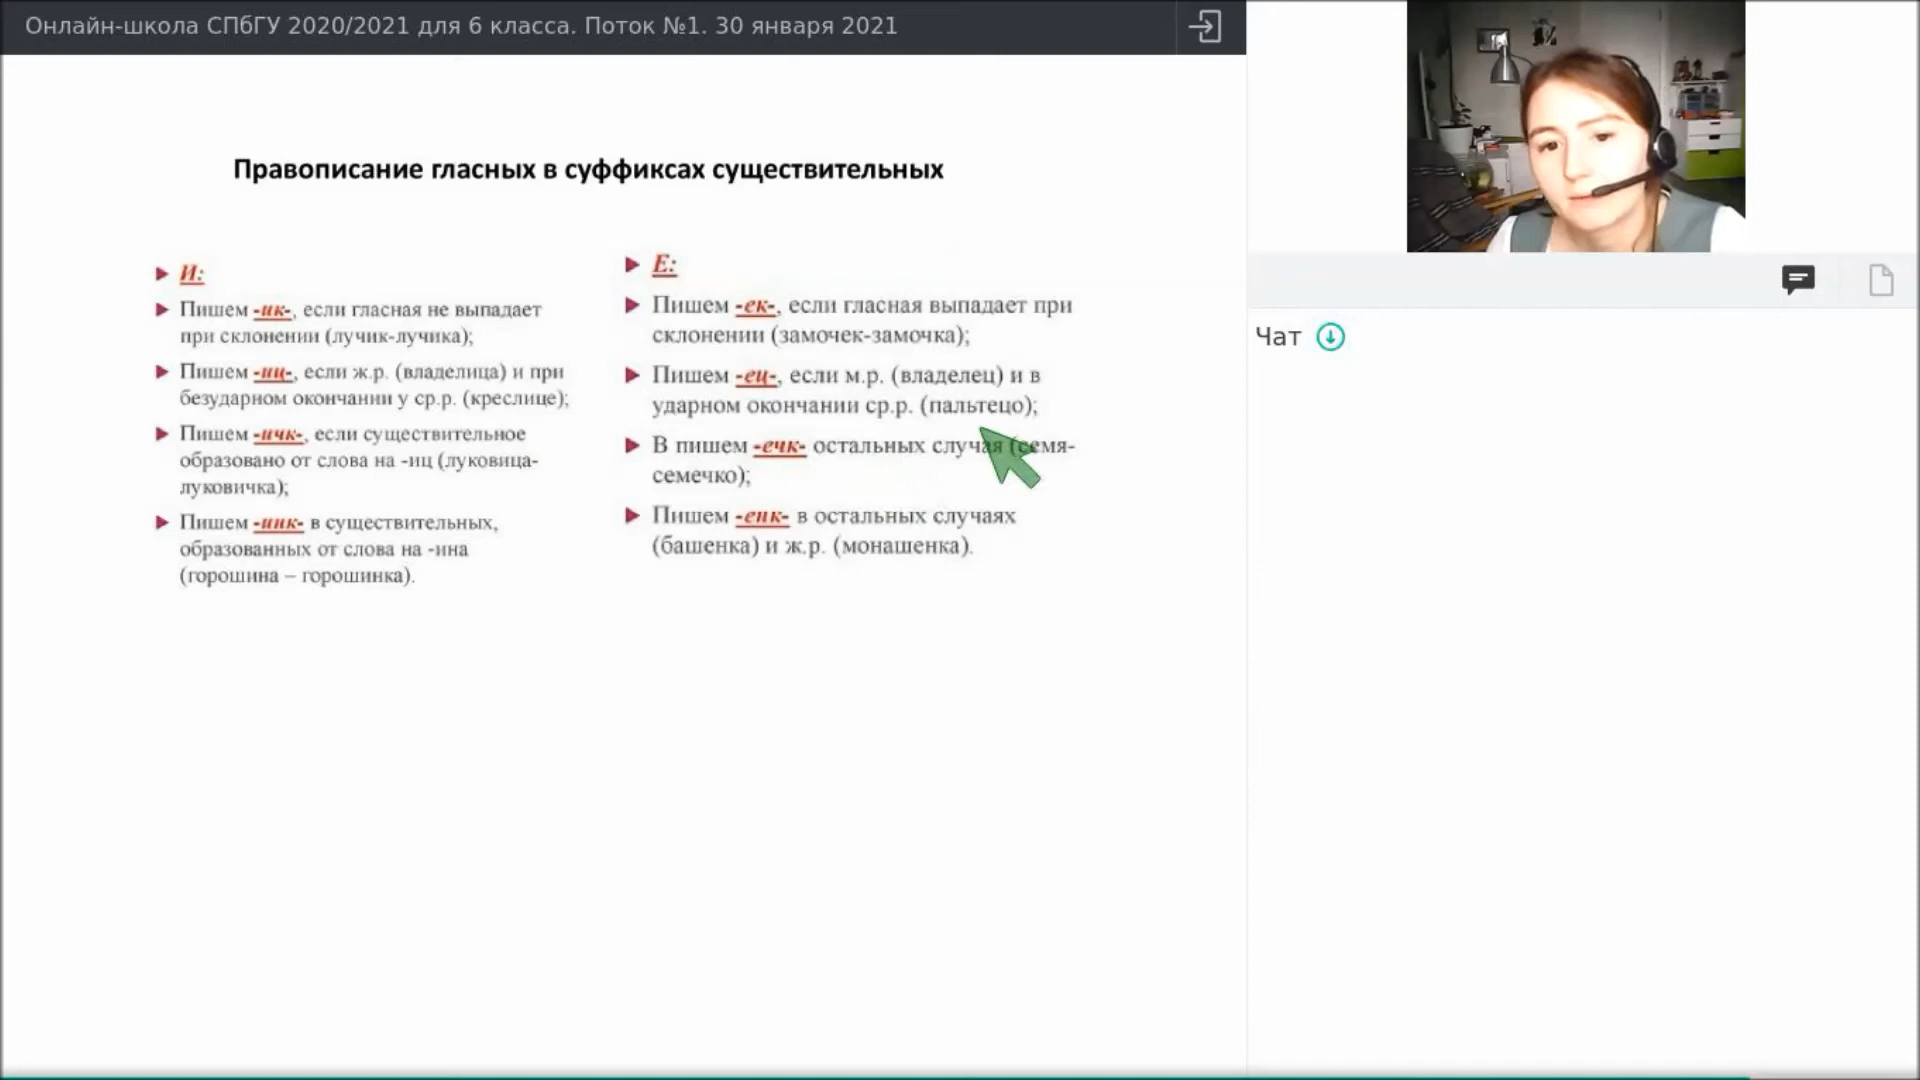 Онлайн-школа СПбГУ 2020/2021 для 6 класса. Поток №1. 30 января 2021
Правописание гласных в суффиксах существительных
И:
Пишем -ик-, если гласная не выпадает
при склонении (лучик-лучика);
Пишем -иц-, если ж.р. (владелица) и при
безударном окончании у ср.р. (креслице);
Пишем -ичк-, если существительное
образовано от слова на -иц (луковица-
луковичка);
Пишем -инк- в существительных,
образованных от слова на -ина
(горошина – горошинка).
Е:
Пишем -ек-, если гласная выпадает при
склонении (замочек-замочка);
Пишем -ец-, если м.р. (владелец) и в
ударном окончании ср.р. (пальтецо);
В пишем -ечк- остальных случая (семя-
семечко);
Пишем -енк- в остальных случаях
(башенка) и ж.р. (монашенка).
Чат